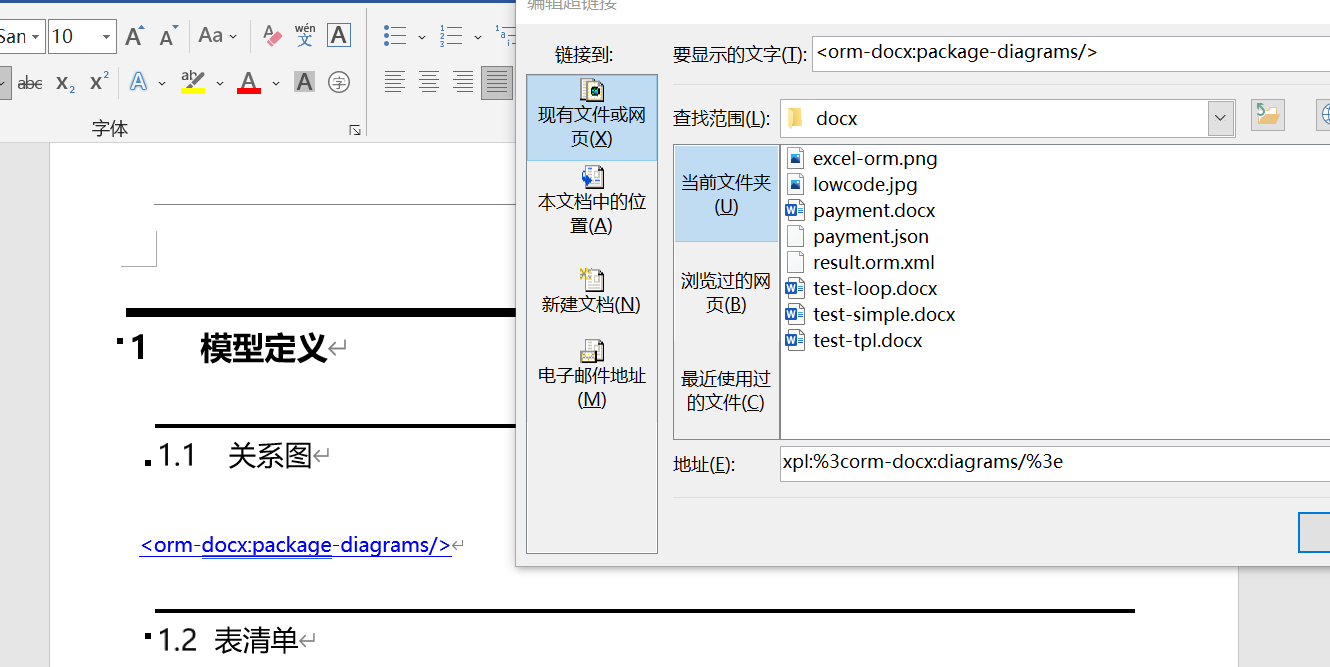 编辑超链接
San 10 A A Aa wén 文 A
abc X₂ X² A ab A A 字
字体
1 模型定义
1.1 关系图
<orm-docx:package-diagrams/>
1.2 表清单
链接到:
现有文件或网
页(X)
本文档中的位
置(A)
新建文档(N)
电子邮件地址
(M)
要显示的文字(T):
<orm-docx:package-diagrams/>
查找范围(L):
docx
当前文件夹
(U)
浏览过的网
页(B)
最近使用过
的文件(C)
excel-orm.png
lowcode.jpg
payment.docx
payment.json
result.orm.xml
test-loop.docx
test-simple.docx
test-tpl.docx
地址(E):
xpl:%3corm-docx:diagrams/%3e